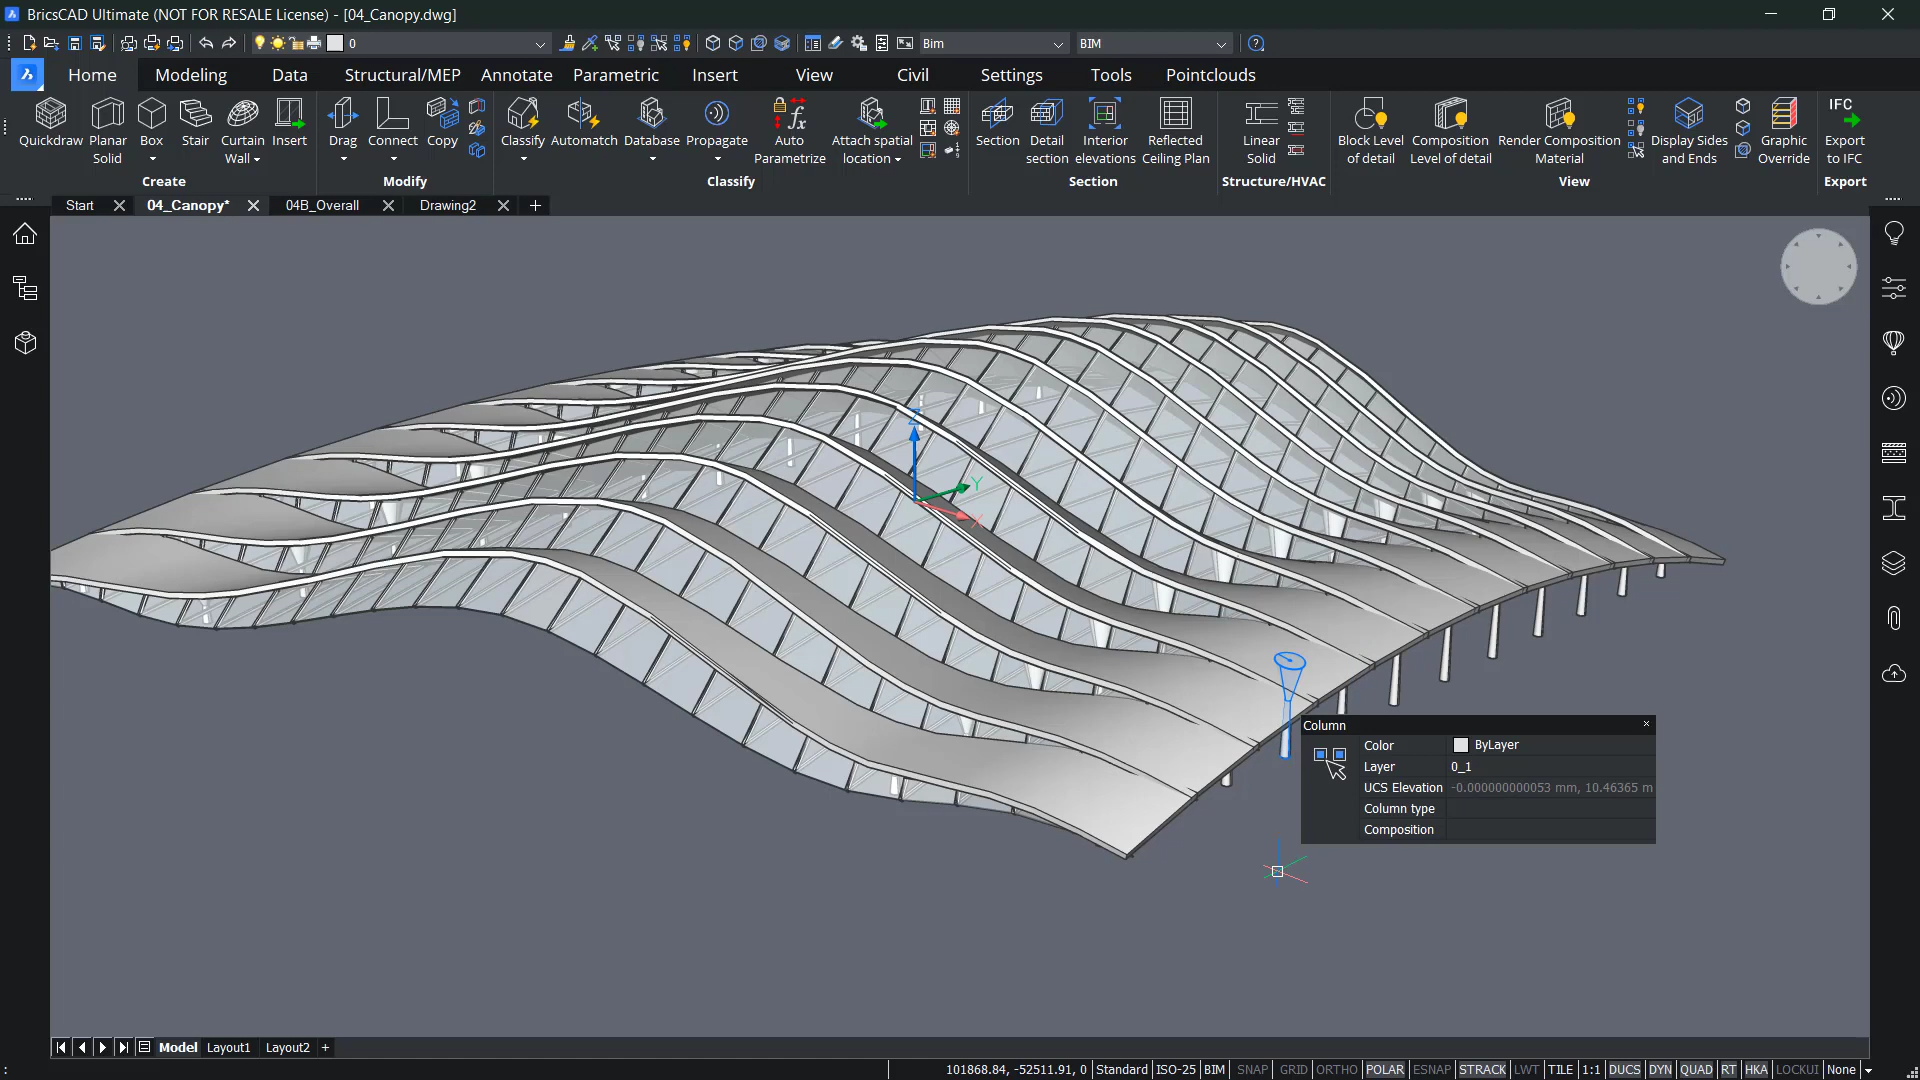 BricsCAD Ultimate (NOT FOR RESALE License) - [04_Canopy.dwg]
0 Bim BIM
Home Modeling Data Structural/MEP Annotate Parametric Insert View Civil Settings Tools Pointclouds
Quickdraw
Planar Solid
Box
Stair
Curtain Wall
Insert
Drag
Connect
Copy
Classify
Automatch
Database
Propagate
fx
Auto Parametrize
Attach spatial location
Section
Detail section
Interior elevations
Reflected Ceiling Plan
Linear Solid
Block Level of detail
Composition Level of detail
Render Composition Material
Display Sides and Ends
Graphic Override
IFC
Export to IFC
Create Modify Classify Section Structure/HVAC View Export
Start 04_Canopy* 04B_Overall Drawing2 +
Z
Y
X
Column
Color ByLayer
Layer 0_1
UCS Elevation -0.000000000053 mm, 10.46365 m
Column type
Composition
Model Layout1 Layout2 +
: 101868.84, -52511.91, 0 Standard ISO-25 BIM SNAP GRID ORTHO POLAR ESNAP STRACK LWT TILE 1:1 DUCS DYN QUAD RT HKA LOCKUI None